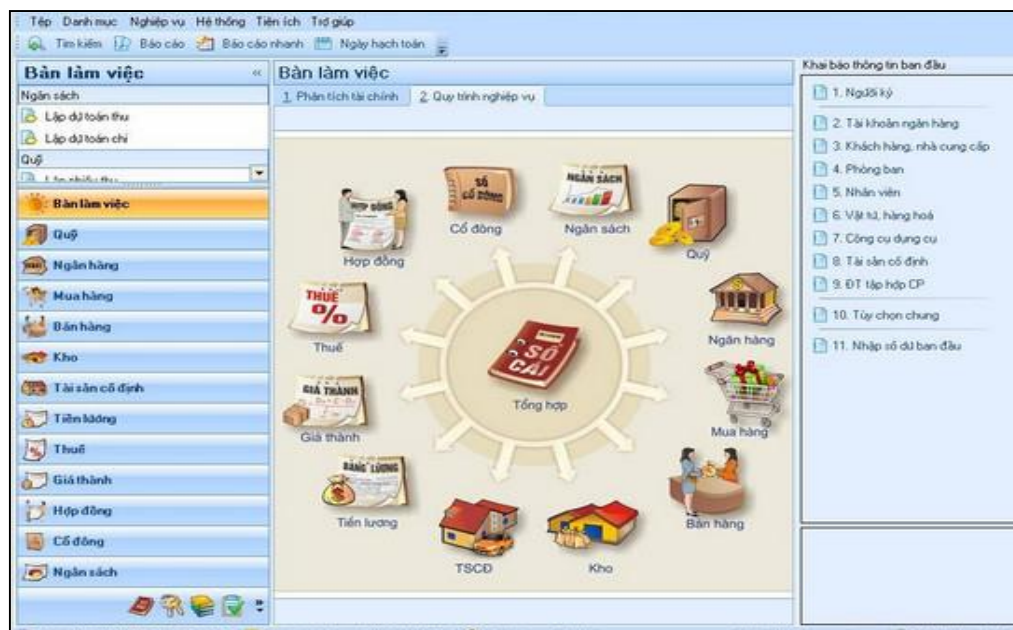 Tệp Danh mục Nghiệp vụ Hệ thống Tiện ích Trợ giúp
Tìm kiếm Báo cáo Báo cáo nhanh Ngày hạch toán
Bàn làm việc «
Ngân sách
Lập dự toán thu
Lập dự toán chi
Quỹ
Bàn làm việc
Quỹ
Ngân hàng
Mua hàng
Bán hàng
Kho
Tài sản cố định
Tiền lương
Thuế
Giá thành
Hợp đồng
Cổ đông
Ngân sách
Bàn làm việc
1. Phân tích tài chính 2. Quy trình nghiệp vụ
HỢP ĐỒNG
Hợp đồng
SỔ
CỔ ĐÔNG
Cổ đông
NGÂN SÁCH
Ngân sách
Quỹ
THUẾ
%
Thuế
Ngân hàng
SỔ
CÁI
Tổng hợp
GIÁ THÀNH
Giá thành
Mua hàng
BẢNG LƯƠNG
Tiền lương
TSCĐ
Kho
Bán hàng
Khai báo thông tin ban đầu
1. Người ký
2. Tài khoản ngân hàng
3. Khách hàng, nhà cung cấp
4. Phòng ban
5. Nhân viên
6. Vật tư, hàng hoá
7. Công cụ dụng cụ
8. Tài sản cố định
9. ĐT tập hợp CP
10. Tùy chọn chung
11. Nhập số dư ban đầu